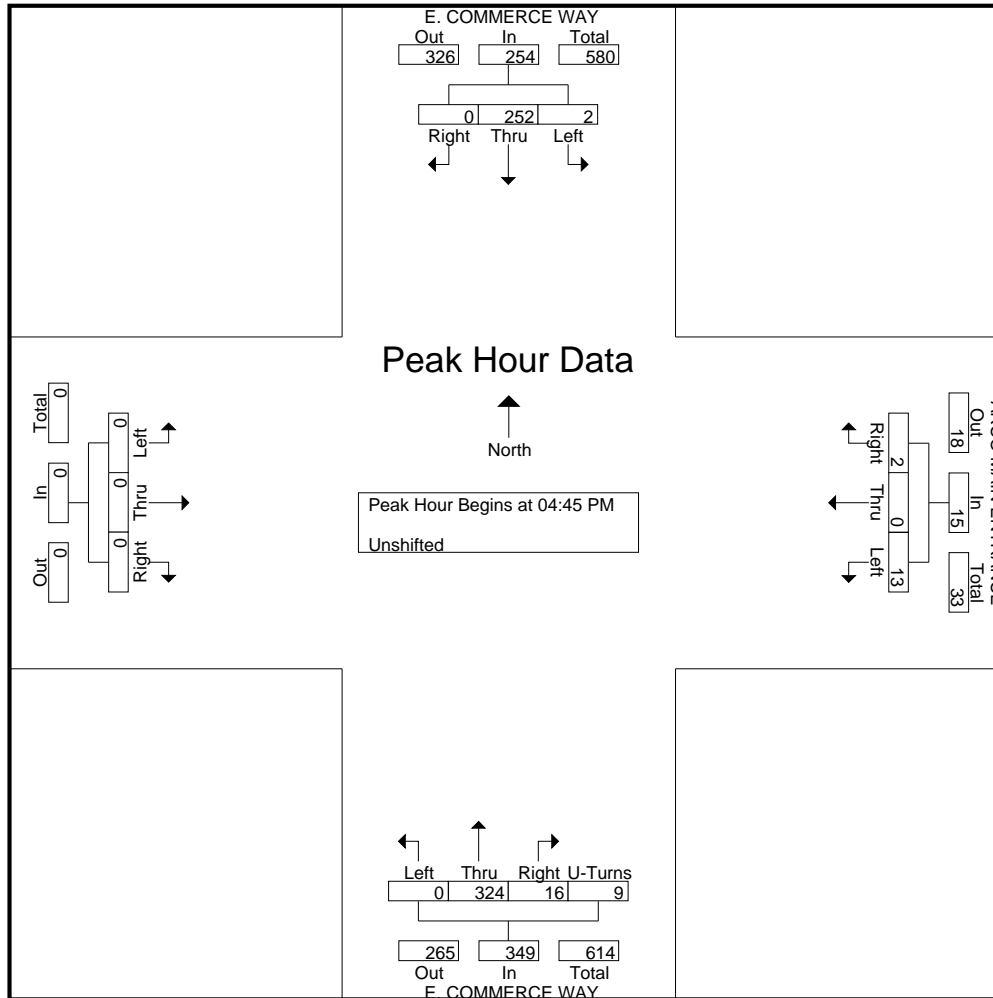 E. COMMERCE WAY
Out In Total
326 254 580
0 252 2
Right Thru Left
Peak Hour Data
North
Peak Hour Begins at 04:45 PM
Unshifted
Total In Out
0 0 0
0 0 0
Left Thru Right
Out In Total
18 15 33
2 0 13
Right Thru Left
Left Thru Right U-Turns
0 324 16 9
265 349 614
Out In Total
E. COMMERCE WAY